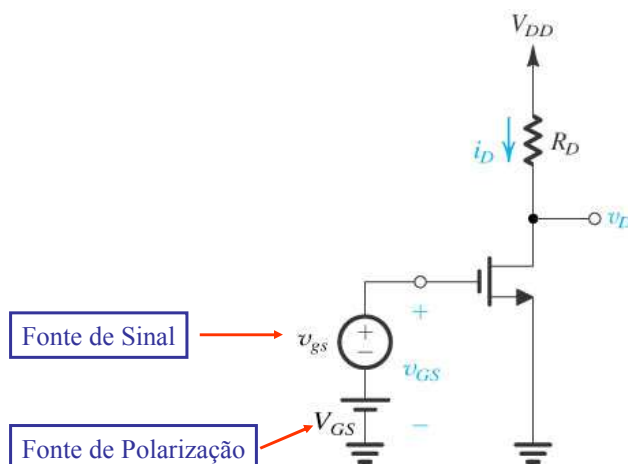 V_DD
i_D
R_D
v_D
Fonte de Sinal
+
v_gs
+
−
v_GS
V_GS
−
Fonte de Polarização